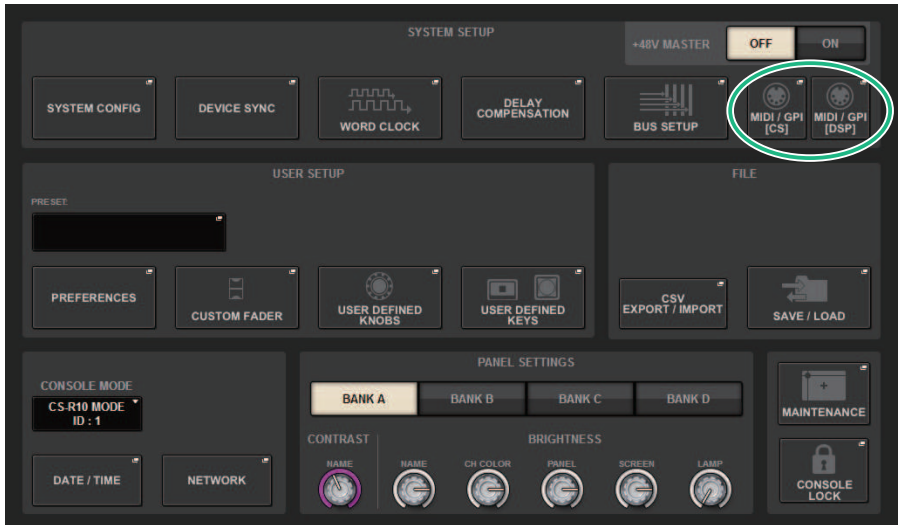 SYSTEM SETUP
+48V MASTER
OFF
ON
SYSTEM CONFIG
DEVICE SYNC
WORD CLOCK
DELAY
COMPENSATION
BUS SETUP
MIDI / GPI
[CS]
MIDI / GPI
[DSP]
USER SETUP
PRESET
PREFERENCES
CUSTOM FADER
USER DEFINED
KNOBS
USER DEFINED
KEYS
FILE
CSV
EXPORT / IMPORT
SAVE / LOAD
CONSOLE MODE
CS-R10 MODE
ID : 1
DATE / TIME
NETWORK
PANEL SETTINGS
BANK A
BANK B
BANK C
BANK D
CONTRAST
BRIGHTNESS
NAME
NAME
CH COLOR
PANEL
SCREEN
LAMP
MAINTENANCE
CONSOLE
LOCK